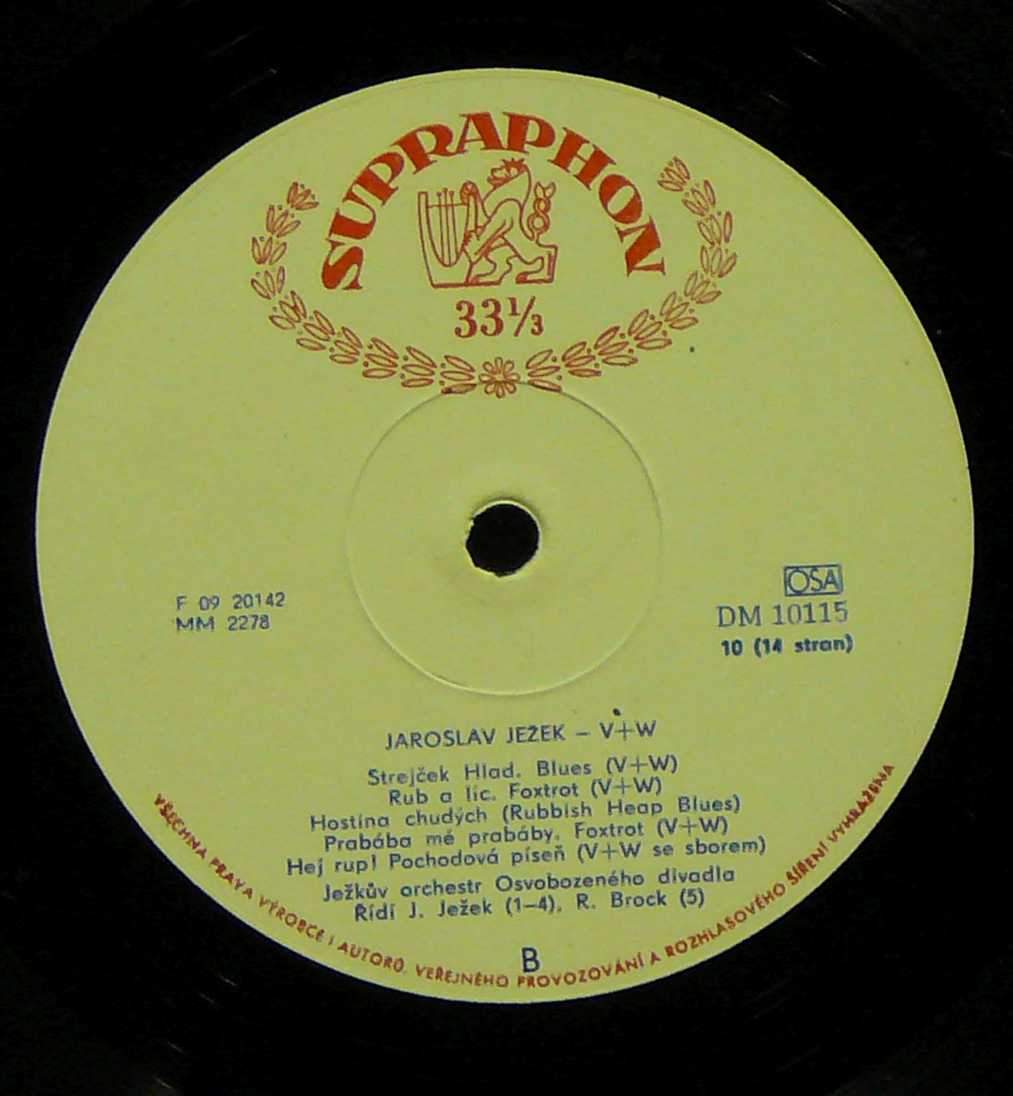 SUPRAPHON
33⅓
F 09 20142
MM 2278
OSA
DM 10115
10 (14 stran)
JAROSLAV JEŽEK – V+W
Strejček Hlad. Blues (V+W)
Rub a líc. Foxtrot (V+W)
Hostina chudých (Rubbish Heap Blues)
Prabába mé prabáby. Foxtrot (V+W)
Hej rup! Pochodová píseň (V+W se sborem)
Ježkův orchestr Osvobozeného divadla
Řídí J. Ježek (1–4), R. Brock (5)
B
VŠECHNA PRÁVA VÝROBCE I AUTORŮ, VEŘEJNÉHO PROVOZOVÁNÍ A ROZHLASOVÉHO ŠÍŘENÍ VYHRAŽENA